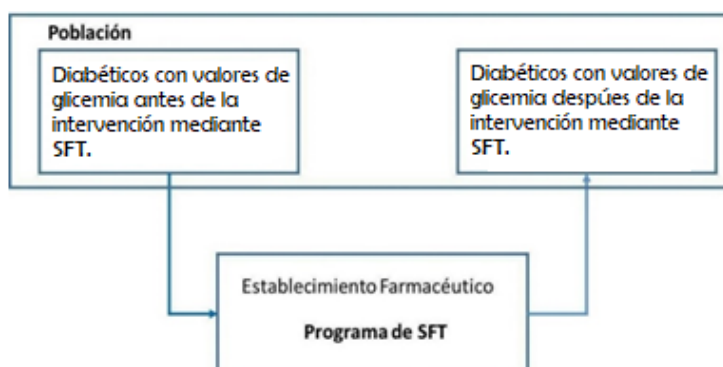 Población
Diabéticos con valores de
glicemia antes de la
intervención mediante
SFT.
Diabéticos con valores de
glicemia despúes de la
intervención mediante
SFT.
Establecimiento Farmacéutico
Programa de SFT